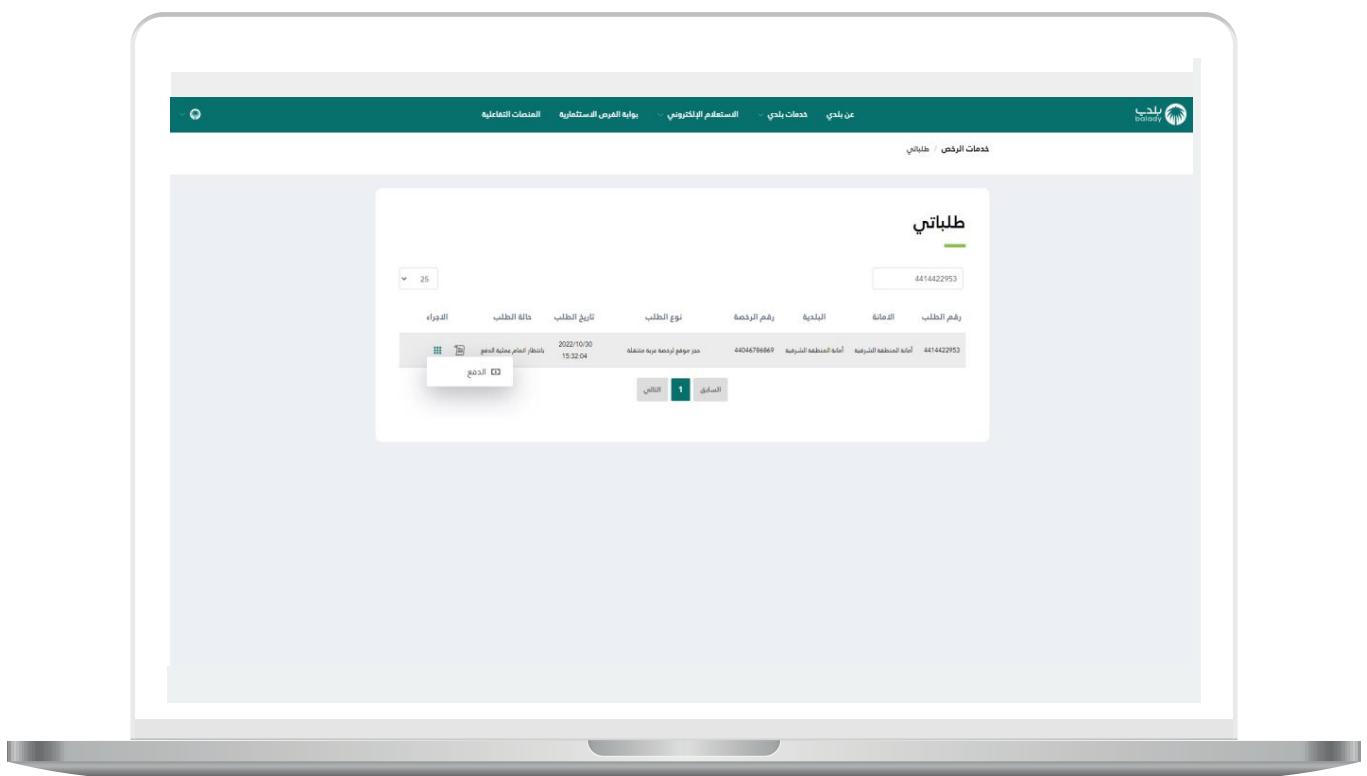 بلدي
balady
عن بلدي خدمات بلدي الاستعلام الإلكتروني بوابة الفرص الاستثمارية المنصات التفاعلية
خدمات الرخص / طلباتي
طلباتي
4414422953
25
رقم الطلب الامانة البلدية رقم الرخصة نوع الطلب تاريخ الطلب حالة الطلب الاجراء
4414422953 أمانة المنطقة الشرقية أمانة المنطقة الشرقية 44046786869 حجز موقع لرخصة عربة متنقلة 2022/10/30 بانتظار اتمام عملية الدفع
15:32:04
الدفع
السابق 1 التالي